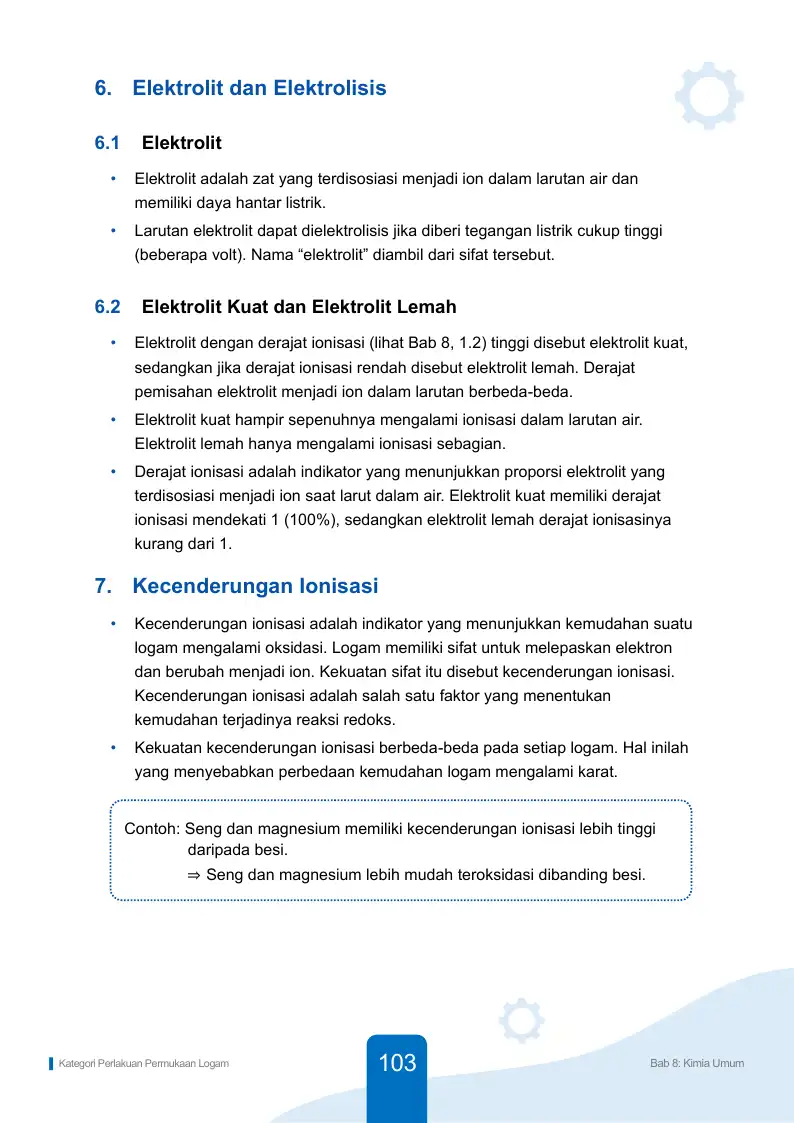 6. Elektrolit dan Elektrolisis
6.1 Elektrolit
• Elektrolit adalah zat yang terdisosiasi menjadi ion dalam larutan air dan
memiliki daya hantar listrik.
• Larutan elektrolit dapat dielektrolisis jika diberi tegangan listrik cukup tinggi
(beberapa volt). Nama “elektrolit” diambil dari sifat tersebut.
6.2 Elektrolit Kuat dan Elektrolit Lemah
• Elektrolit dengan derajat ionisasi (lihat Bab 8, 1.2) tinggi disebut elektrolit kuat,
sedangkan jika derajat ionisasi rendah disebut elektrolit lemah. Derajat
pemisahan elektrolit menjadi ion dalam larutan berbeda-beda.
• Elektrolit kuat hampir sepenuhnya mengalami ionisasi dalam larutan air.
Elektrolit lemah hanya mengalami ionisasi sebagian.
• Derajat ionisasi adalah indikator yang menunjukkan proporsi elektrolit yang
terdisosiasi menjadi ion saat larut dalam air. Elektrolit kuat memiliki derajat
ionisasi mendekati 1 (100%), sedangkan elektrolit lemah derajat ionisasinya
kurang dari 1.
7. Kecenderungan Ionisasi
• Kecenderungan ionisasi adalah indikator yang menunjukkan kemudahan suatu
logam mengalami oksidasi. Logam memiliki sifat untuk melepaskan elektron
dan berubah menjadi ion. Kekuatan sifat itu disebut kecenderungan ionisasi.
Kecenderungan ionisasi adalah salah satu faktor yang menentukan
kemudahan terjadinya reaksi redoks.
• Kekuatan kecenderungan ionisasi berbeda-beda pada setiap logam. Hal inilah
yang menyebabkan perbedaan kemudahan logam mengalami karat.
Contoh: Seng dan magnesium memiliki kecenderungan ionisasi lebih tinggi
daripada besi.
⇒ Seng dan magnesium lebih mudah teroksidasi dibanding besi.
Kategori Perlakuan Permukaan Logam
103
Bab 8: Kimia Umum